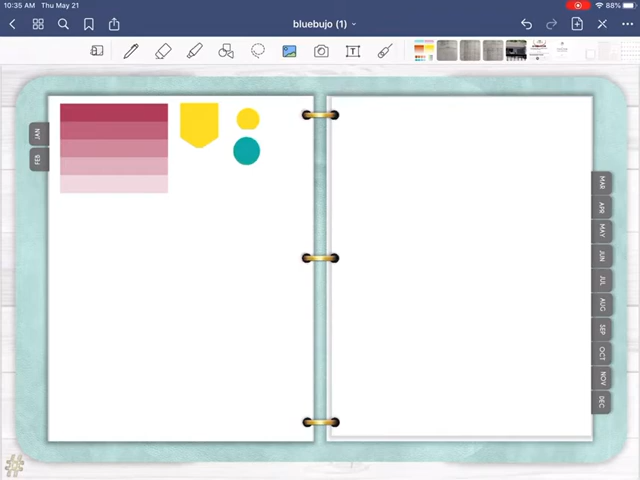 10:35 AM Thu May 21
88%
bluebujo (1)
JAN
FEB
MAR
APR
MAY
JUN
JUL
AUG
SEP
OCT
NOV
DEC
#